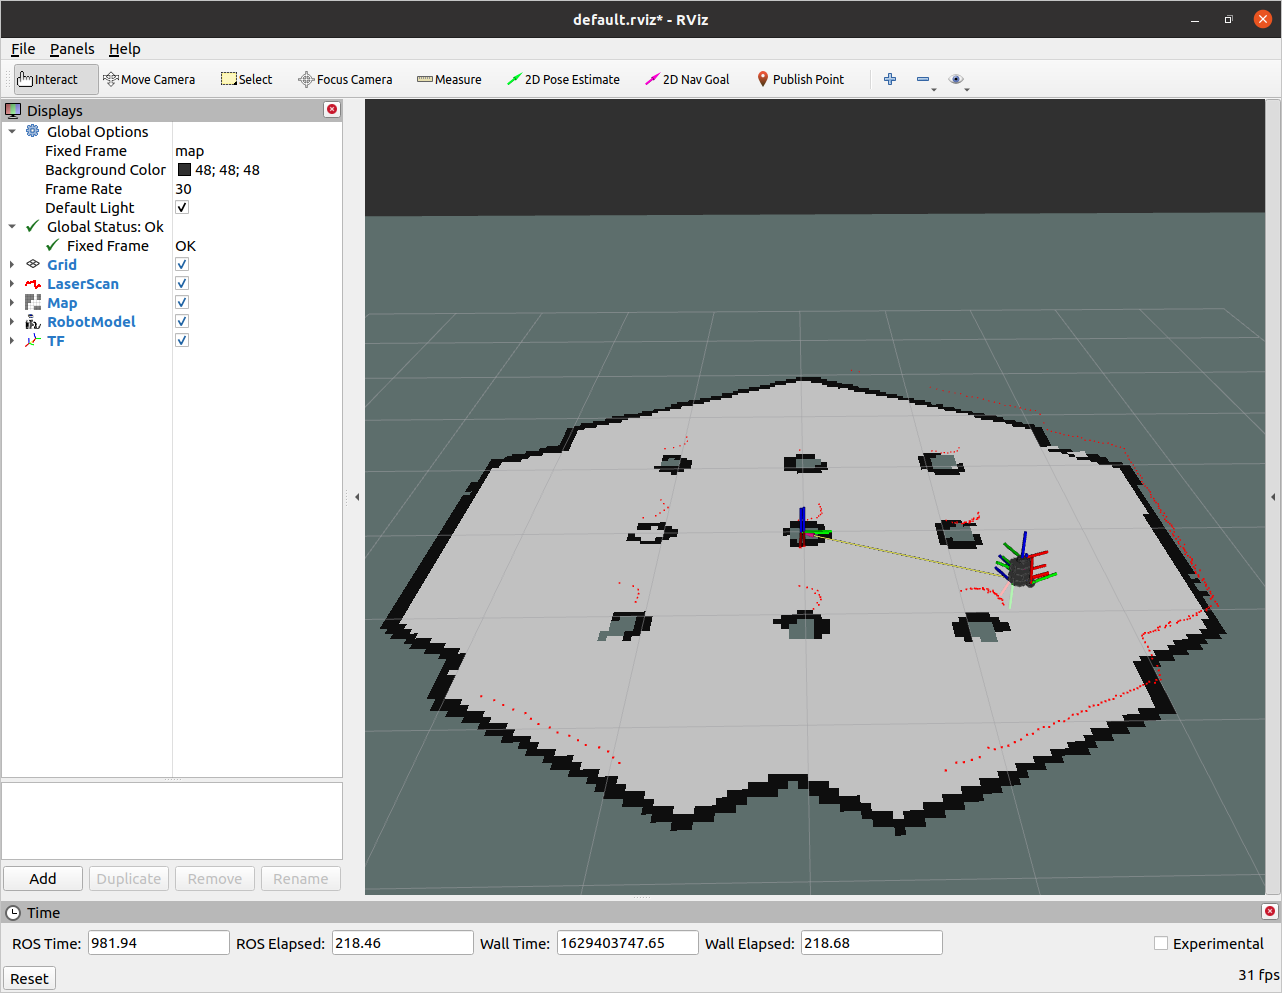 default.rviz* - RViz
File Panels Help
Interact Move Camera Select Focus Camera Measure 2D Pose Estimate 2D Nav Goal Publish Point
Displays
Global Options
Fixed Frame map
Background Color 48; 48; 48
Frame Rate 30
Default Light
Global Status: Ok
Fixed Frame OK
Grid
LaserScan
Map
RobotModel
TF
Add Duplicate Remove Rename
Time
ROS Time: 981.94 ROS Elapsed: 218.46 Wall Time: 1629403747.65 Wall Elapsed: 218.68 Experimental
Reset 31 fps